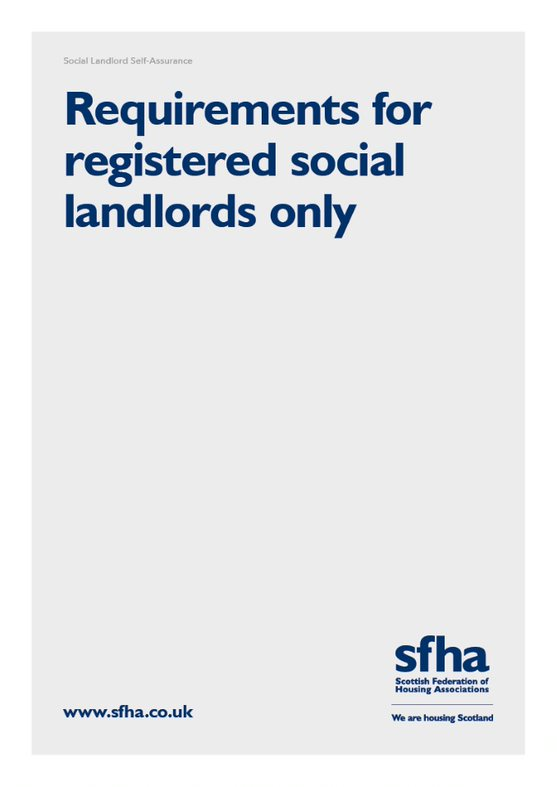 Social Landlord Self-Assurance
Requirements for
registered social
landlords only
sfha
Scottish Federation of
Housing Associations
www.sfha.co.uk
We are housing Scotland